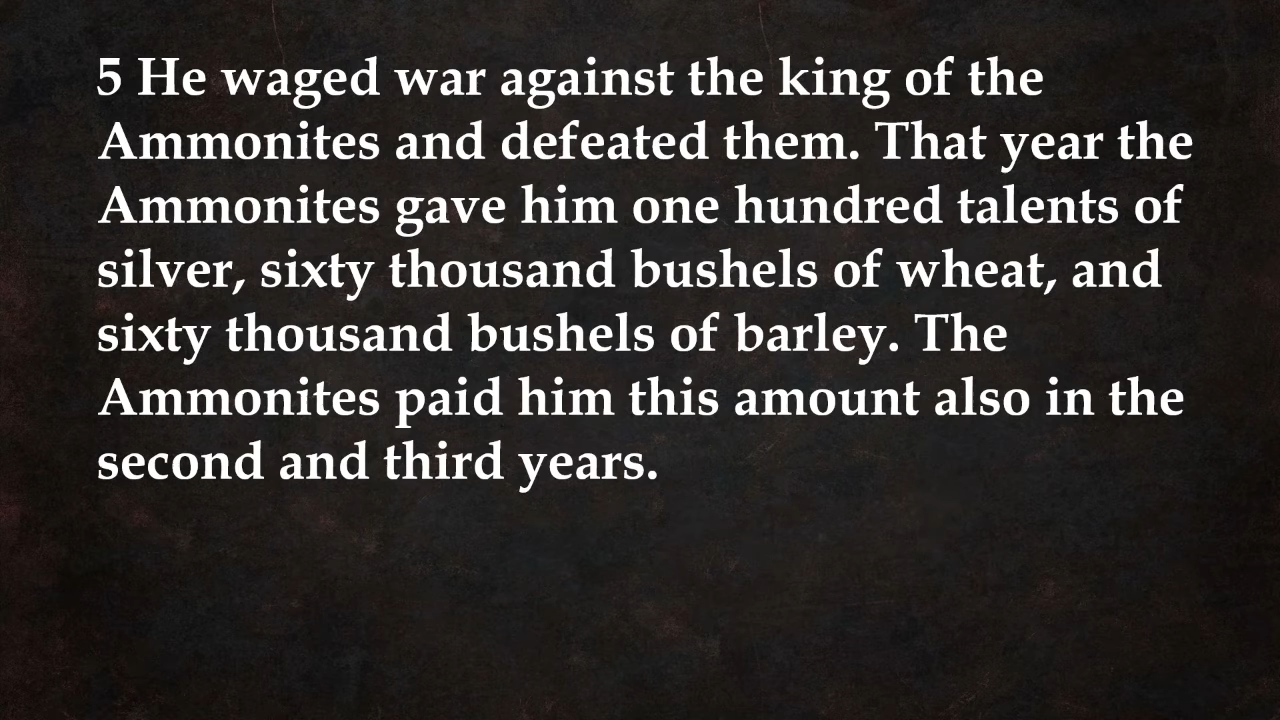 5 He waged war against the king of the
Ammonites and defeated them. That year the
Ammonites gave him one hundred talents of
silver, sixty thousand bushels of wheat, and
sixty thousand bushels of barley. The
Ammonites paid him this amount also in the
second and third years.